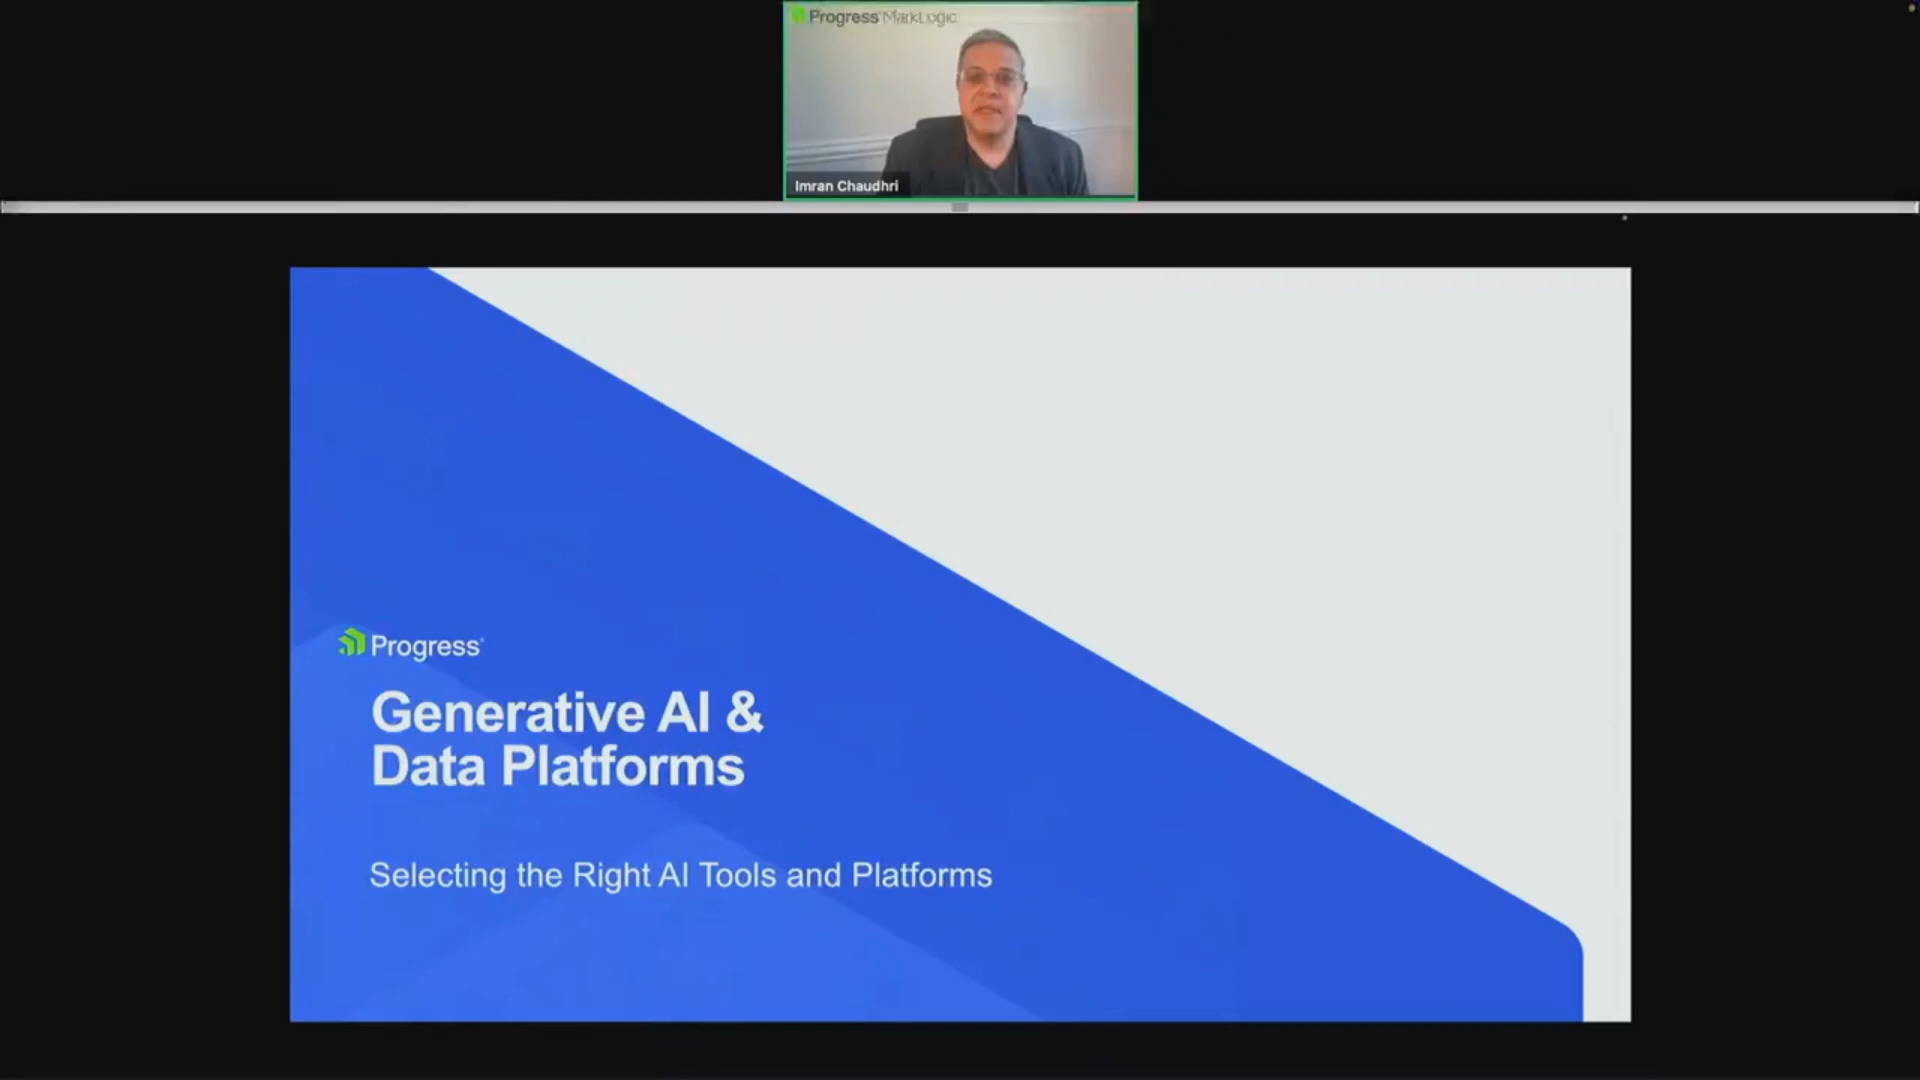 Progress MarkLogic
Imran Chaudhri
Progress
Generative AI &
Data Platforms
Selecting the Right AI Tools and Platforms